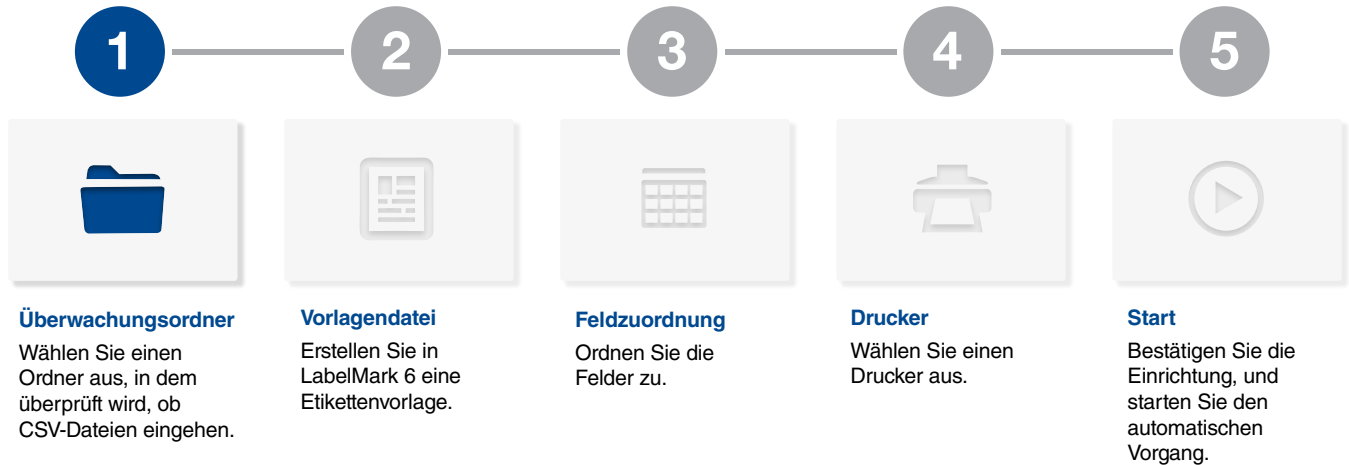 1
2
3
4
5
Überwachungsordner
Wählen Sie einen
Ordner aus, in dem
überprüft wird, ob
CSV-Dateien eingehen.
Vorlagendatei
Erstellen Sie in
LabelMark 6 eine
Etikettenvorlage.
Feldzuordnung
Ordnen Sie die
Felder zu.
Drucker
Wählen Sie einen
Drucker aus.
Start
Bestätigen Sie die
Einrichtung, und
starten Sie den
automatischen
Vorgang.